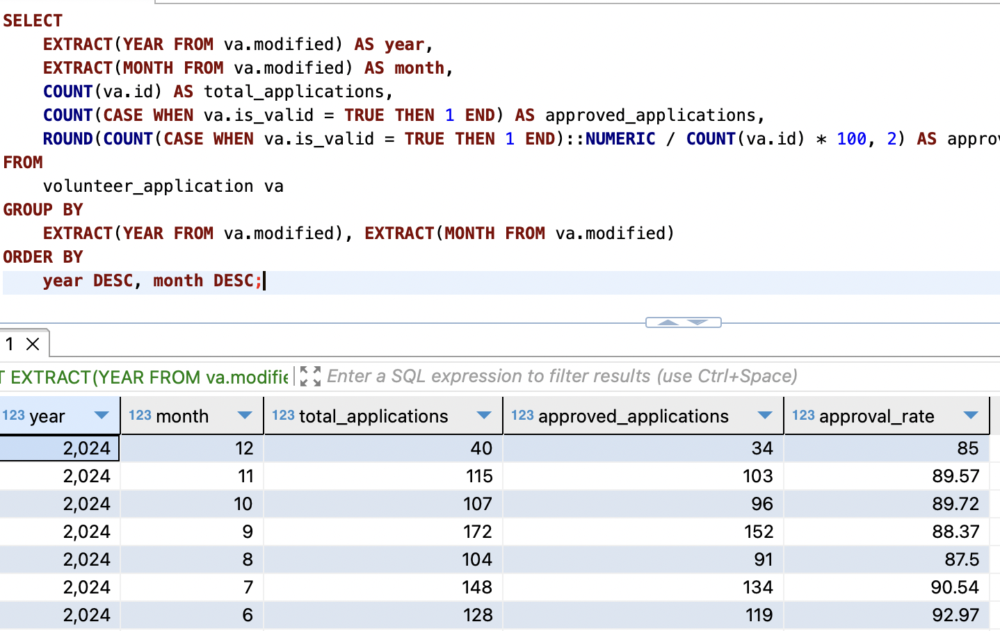 SELECT
EXTRACT(YEAR FROM va.modified) AS year,
EXTRACT(MONTH FROM va.modified) AS month,
COUNT(va.id) AS total_applications,
COUNT(CASE WHEN va.is_valid = TRUE THEN 1 END) AS approved_applications,
ROUND(COUNT(CASE WHEN va.is_valid = TRUE THEN 1 END)::NUMERIC / COUNT(va.id) * 100, 2) AS appro
FROM
volunteer_application va
GROUP BY
EXTRACT(YEAR FROM va.modified), EXTRACT(MONTH FROM va.modified)
ORDER BY
year DESC, month DESC;
1
T EXTRACT(YEAR FROM va.modifie Enter a SQL expression to filter results (use Ctrl+Space)
123 year 123 month 123 total_applications 123 approved_applications 123 approval_rate
2,024 12 40 34 85
2,024 11 115 103 89.57
2,024 10 107 96 89.72
2,024 9 172 152 88.37
2,024 8 104 91 87.5
2,024 7 148 134 90.54
2,024 6 128 119 92.97